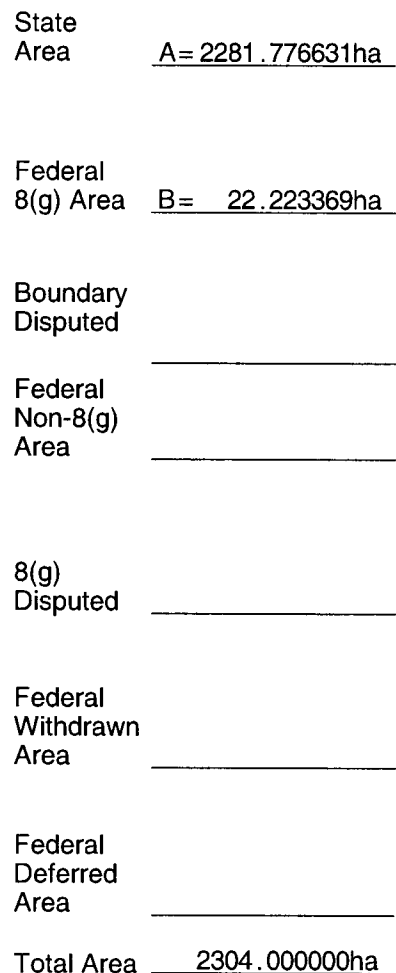 State
Area A= 2281.776631ha
Federal
8(g) Area B= 22.223369ha
Boundary
Disputed
Federal
Non-8(g)
Area
8(g)
Disputed
Federal
Withdrawn
Area
Federal
Deferred
Area
Total Area 2304.000000ha